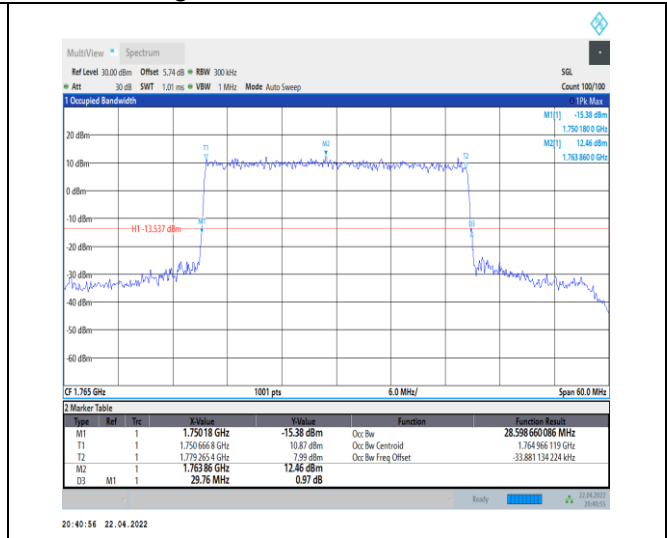 MultiView Spectrum
Ref Level 30.00 dBm Offset 5.74 dB RBW 300 kHz SGL
Att 30 dB SWT 1.01 ms VBW 1 MHz Mode Auto Sweep Count 100/100
1 Occupied Bandwidth 1Pk Max
M1[1] -15.38 dBm
1.750 180 0 GHz
M2[1] 12.46 dBm
1.763 860 0 GHz
20 dBm
T1
M2
T2
10 dBm
0 dBm
-10 dBm
M1
D3
H1 -13.537 dBm
-20 dBm
-30 dBm
-40 dBm
-50 dBm
-60 dBm
CF 1.765 GHz 1001 pts 6.0 MHz/ Span 60.0 MHz
2 Marker Table
Type Ref Trc X-Value Y-Value Function Function Result
M1 1 1.75018 GHz -15.38 dBm Occ Bw 28.598 660 086 MHz
T1 1 1.750 666 8 GHz 10.87 dBm Occ Bw Centroid 1.764 966 119 GHz
T2 1 1.779 265 4 GHz 7.99 dBm Occ Bw Freq Offset -33.881 134 224 kHz
M2 1 1.763 86 GHz 12.46 dBm
D3 M1 1 29.76 MHz 0.97 dB
Ready 22.04.2022
20:40:55
20:40:56 22.04.2022